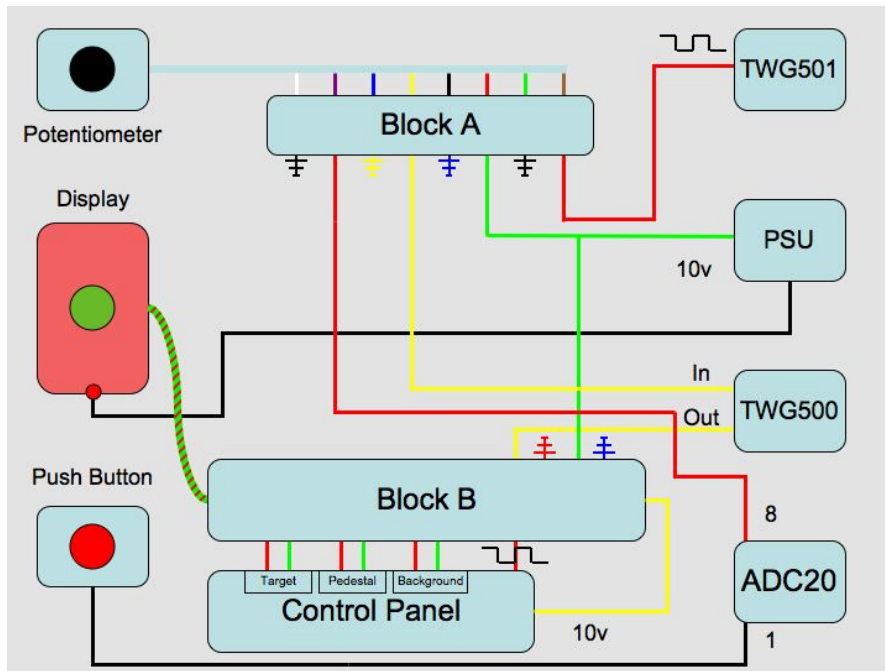 TWG501
Block A
Potentiometer
Display
PSU
10v
In
TWG500
Out
Push Button
Block B
8
Target
Pedestal
Background
ADC20
Control Panel
10v
1